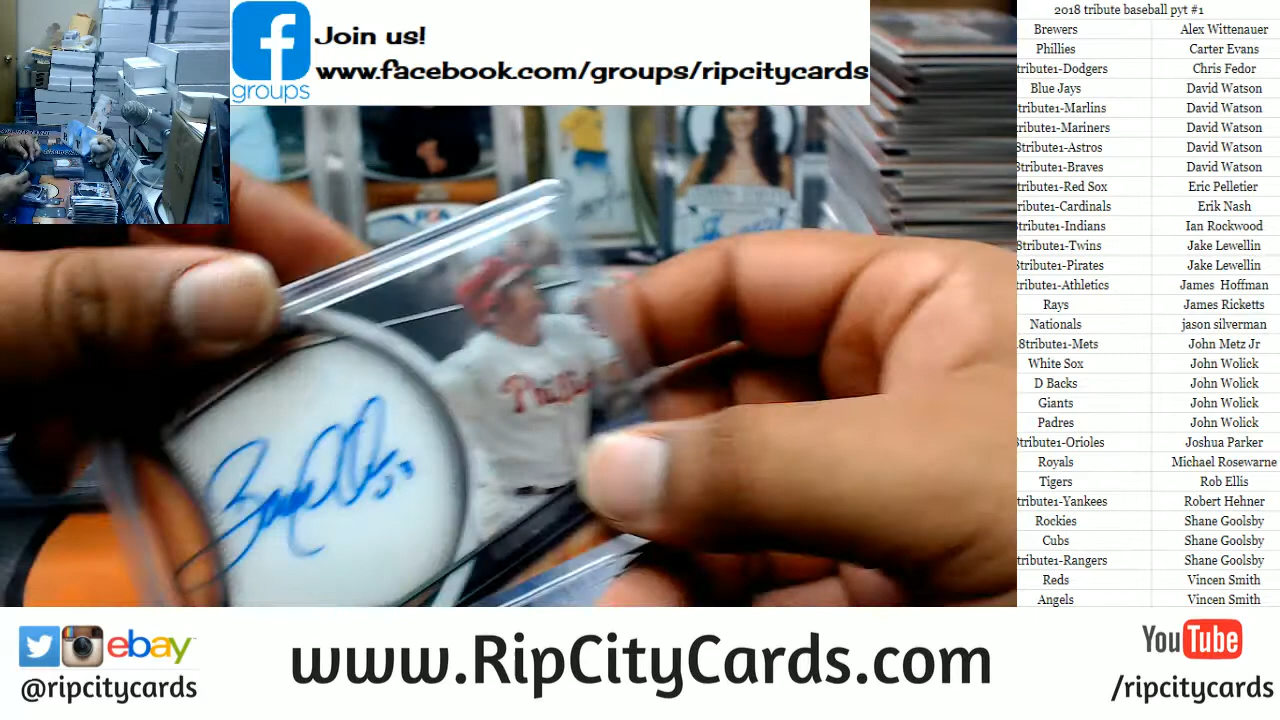 groups
Join us!
www.facebook.com/groups/ripcitycards
2018 tribute baseball pyt #1
Brewers Alex Wittenauer
Phillies Carter Evans
tribute1-Dodgers Chris Fedor
Blue Jays David Watson
tribute1-Marlins David Watson
tribute1-Mariners David Watson
tribute1-Astros David Watson
tribute1-Braves David Watson
8tribute1-Red Sox Eric Pelletier
tribute1-Cardinals Erik Nash
tribute1-Indians Ian Rockwood
8tribute1-Twins Jake Lewellin
8tribute1-Pirates Jake Lewellin
tribute1-Athletics James Hoffman
Rays James Ricketts
Nationals jason silverman
18tribute1-Mets John Metz Jr
White Sox John Wolick
D Backs John Wolick
Giants John Wolick
Padres John Wolick
8tribute1-Orioles Joshua Parker
Royals Michael Rosewarne
Tigers Rob Ellis
tribute1-Yankees Robert Hehner
Rockies Shane Goolsby
Cubs Shane Goolsby
tribute1-Rangers Shane Goolsby
Reds Vincen Smith
Angels Vincen Smith
Phillies
ebay
@ripcitycards
www.RipCityCards.com
YouTube
/ripcitycards